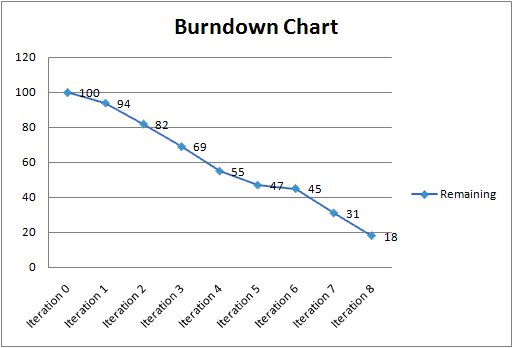 Burndown Chart
120
100
80
60
40
20
0
100
94
82
69
55
47
45
31
18
Remaining
Iteration 0
Iteration 1
Iteration 2
Iteration 3
Iteration 4
Iteration 5
Iteration 6
Iteration 7
Iteration 8